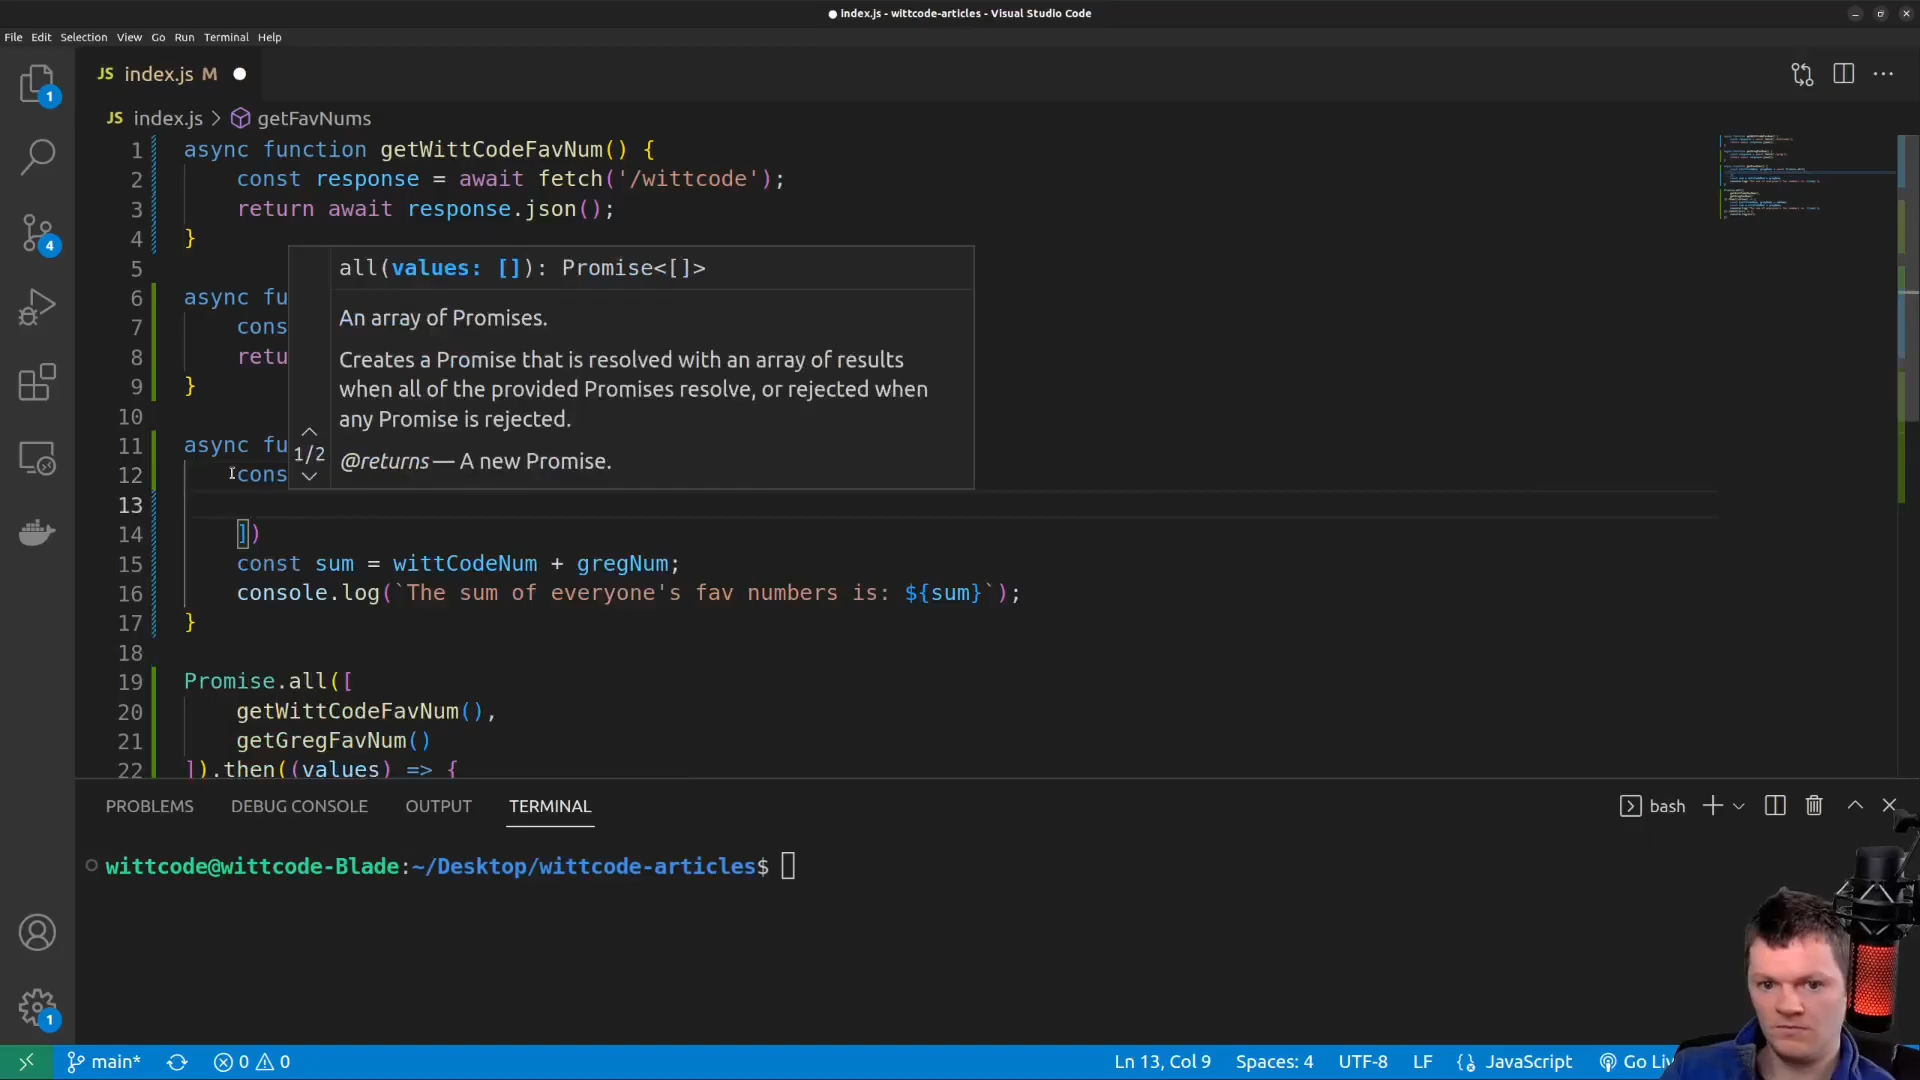 index.js - wittcode-articles - Visual Studio Code
File Edit Selection View Go Run Terminal Help
JS index.js M
JS index.js > getFavNums
1 async function getWittCodeFavNum() {
2 const response = await fetch('/wittcode');
3 return await response.json();
4 }
5
6 async fu
7 cons
8 retu
9 }
10
11 async fu
12 cons
13
14 ])
15 const sum = wittCodeNum + gregNum;
16 console.log(`The sum of everyone's fav numbers is: ${sum}`);
17 }
18
19 Promise.all([
20 getWittCodeFavNum(),
21 getGregFavNum()
22 ]).then((values) => {
all(values: []): Promise<[]>
An array of Promises.
Creates a Promise that is resolved with an array of results
when all of the provided Promises resolve, or rejected when
any Promise is rejected.
1/2
@returns — A new Promise.
1
4
1
PROBLEMS DEBUG CONSOLE OUTPUT TERMINAL
bash
wittcode@wittcode-Blade:~/Desktop/wittcode-articles$
main* 0 0 Ln 13, Col 9 Spaces: 4 UTF-8 LF {} JavaScript Go Liv